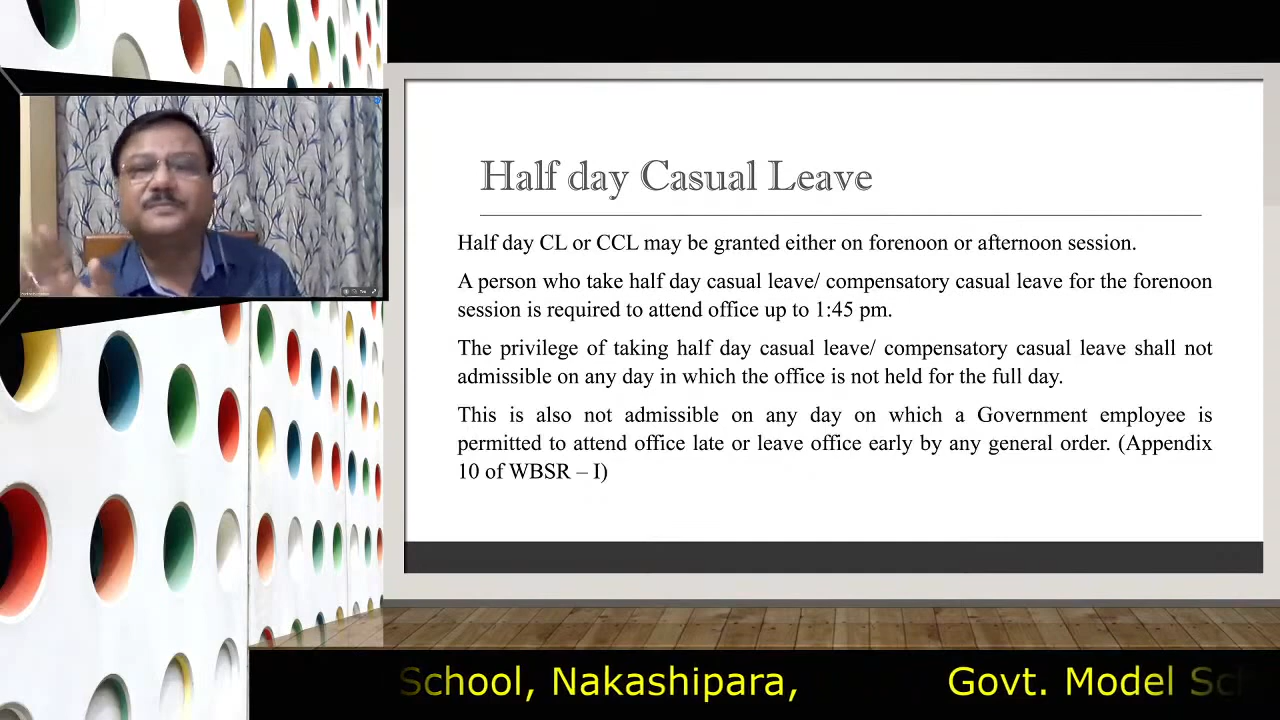 Half day Casual Leave
Half day CL or CCL may be granted either on forenoon or afternoon session.
A person who take half day casual leave/ compensatory casual leave for the forenoon
session is required to attend office up to 1:45 pm.
The privilege of taking half day casual leave/ compensatory casual leave shall not
admissible on any day in which the office is not held for the full day.
This is also not admissible on any day on which a Government employee is
permitted to attend office late or leave office early by any general order. (Appendix
10 of WBSR – I)
School, Nakashipara, Govt. Model